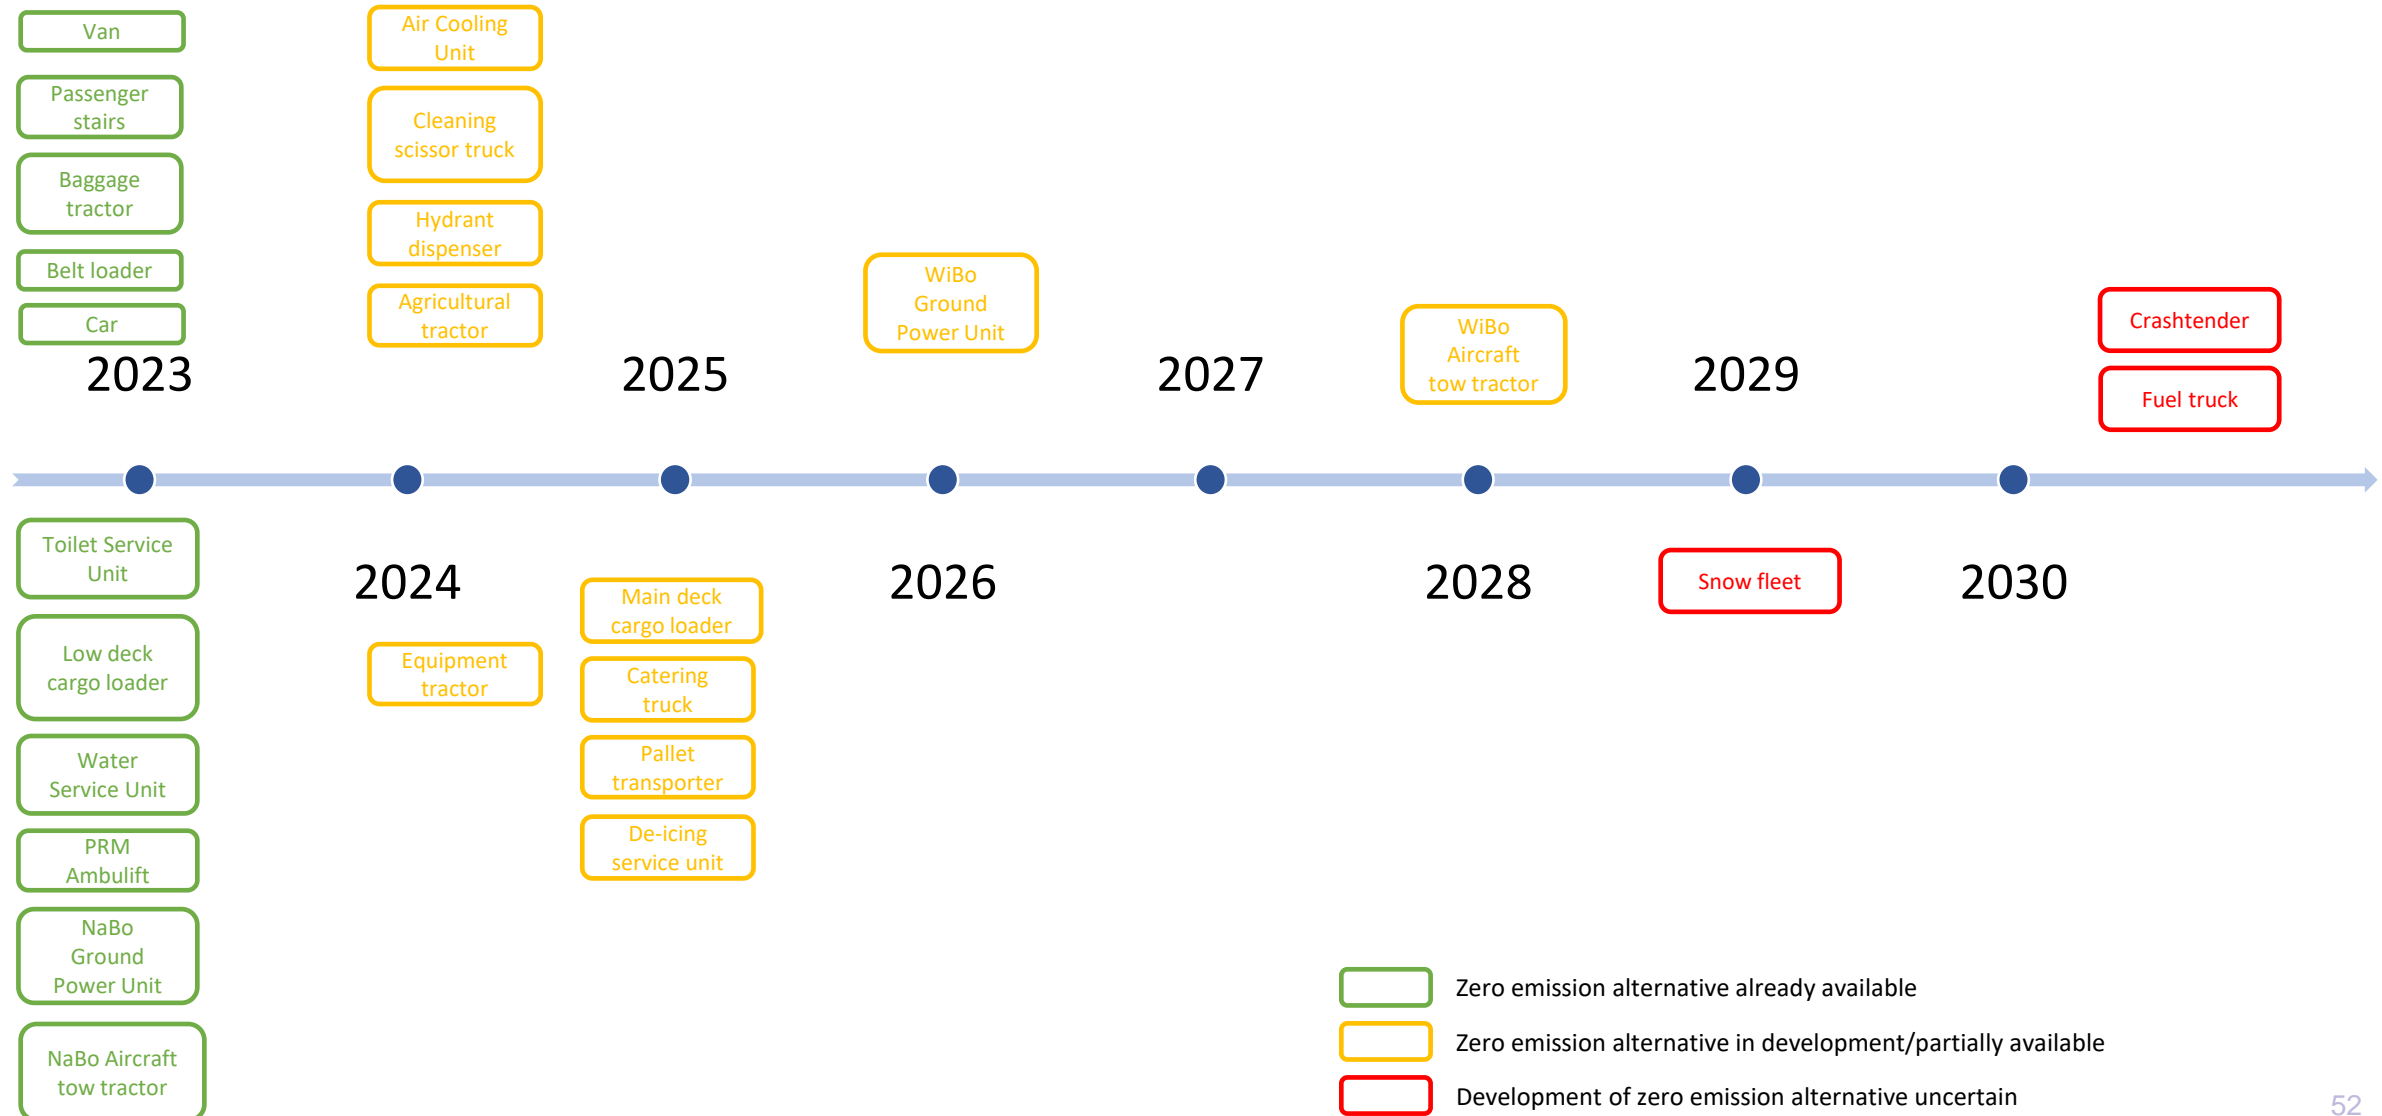 Van
Passenger
stairs
Baggage
tractor
Belt loader
Car
2023
Air Cooling
Unit
Cleaning
scissor truck
Hydrant
dispenser
Agricultural
tractor
2025
WiBo
Ground
Power Unit
2027
WiBo
Aircraft
tow tractor
2029
Crashtender
Fuel truck
Toilet Service
Unit
Low deck
cargo loader
Water
Service Unit
PRM
Ambulift
NaBo
Ground
Power Unit
NaBo Aircraft
tow tractor
2024
Equipment
tractor
Main deck
cargo loader
Catering
truck
Pallet
transporter
De-icing
service unit
2026
2028
Snow fleet
2030
Zero emission alternative already available
Zero emission alternative in development/partially available
Development of zero emission alternative uncertain
52